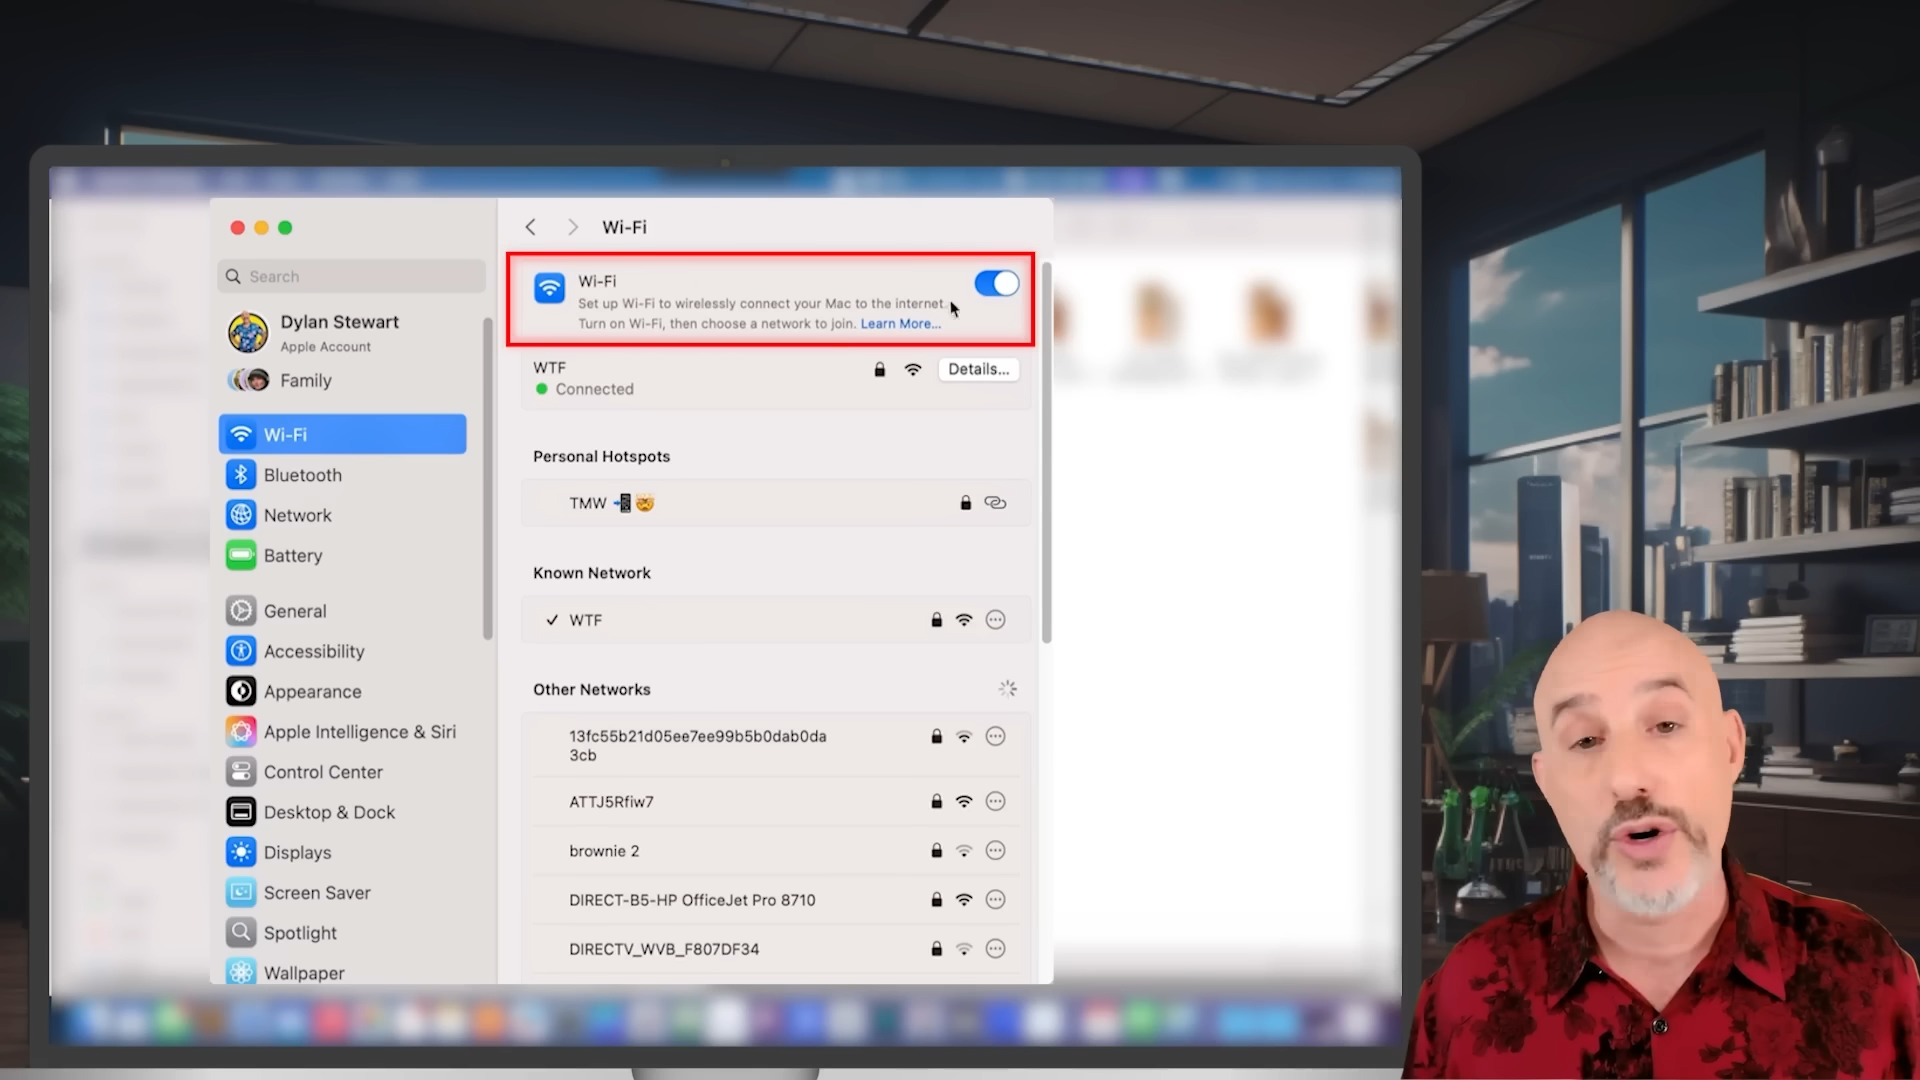 Wi-Fi
Search
Dylan Stewart
Apple Account
Family
Wi-Fi
Bluetooth
Network
Battery
General
Accessibility
Appearance
Apple Intelligence & Siri
Control Center
Desktop & Dock
Displays
Screen Saver
Spotlight
Wallpaper
Wi-Fi
Set up Wi-Fi to wirelessly connect your Mac to the internet.
Turn on Wi-Fi, then choose a network to join. Learn More...
WTF
Connected
Details...
Personal Hotspots
TMW 📲🤯
Known Network
WTF
Other Networks
13fc55b21d05ee7ee99b5b0dab0da
3cb
ATTJ5Rfiw7
brownie 2
DIRECT-B5-HP OfficeJet Pro 8710
DIRECTV_WVB_F807DF34